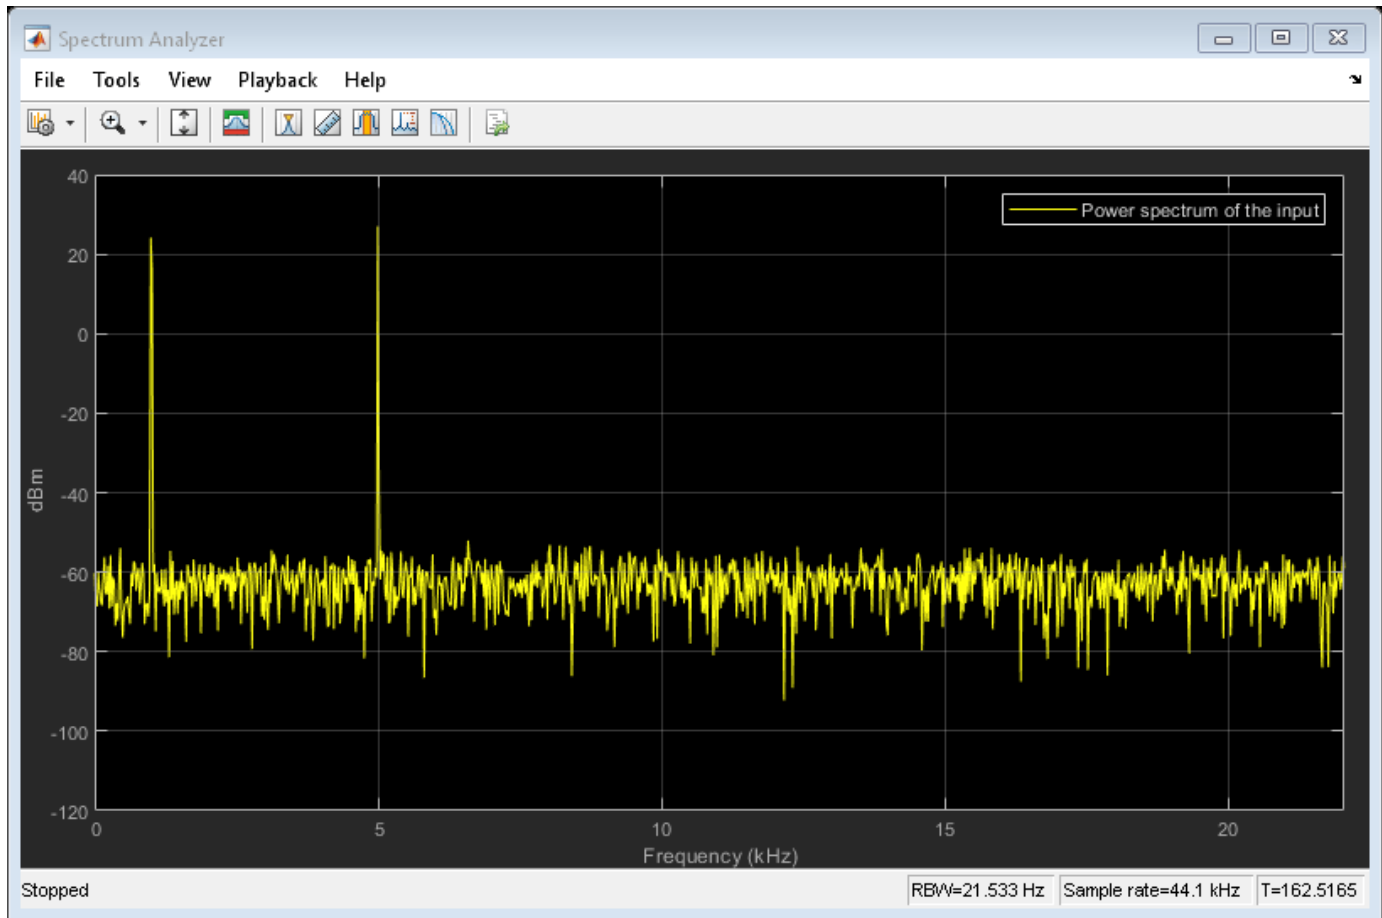 Spectrum Analyzer
File Tools View Playback Help
Power spectrum of the input
40
20
0
-20
-40
-60
-80
-100
-120
dBm
0 5 10 15 20
Frequency (kHz)
Stopped RBW=21.533 Hz Sample rate=44.1 kHz T=162.5165